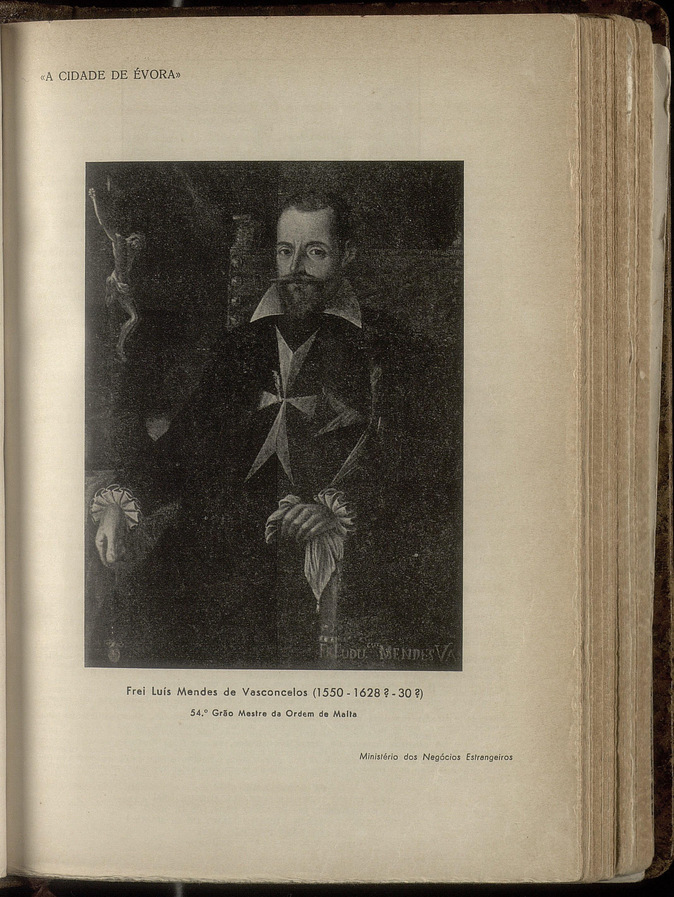 «A CIDADE DE ÉVORA»
MENDES VA
Frei Luís Mendes de Vasconcelos (1550 - 1628 ? - 30 ?)
54.º Grão Mestre da Ordem de Malta
Ministério dos Negócios Estrangeiros